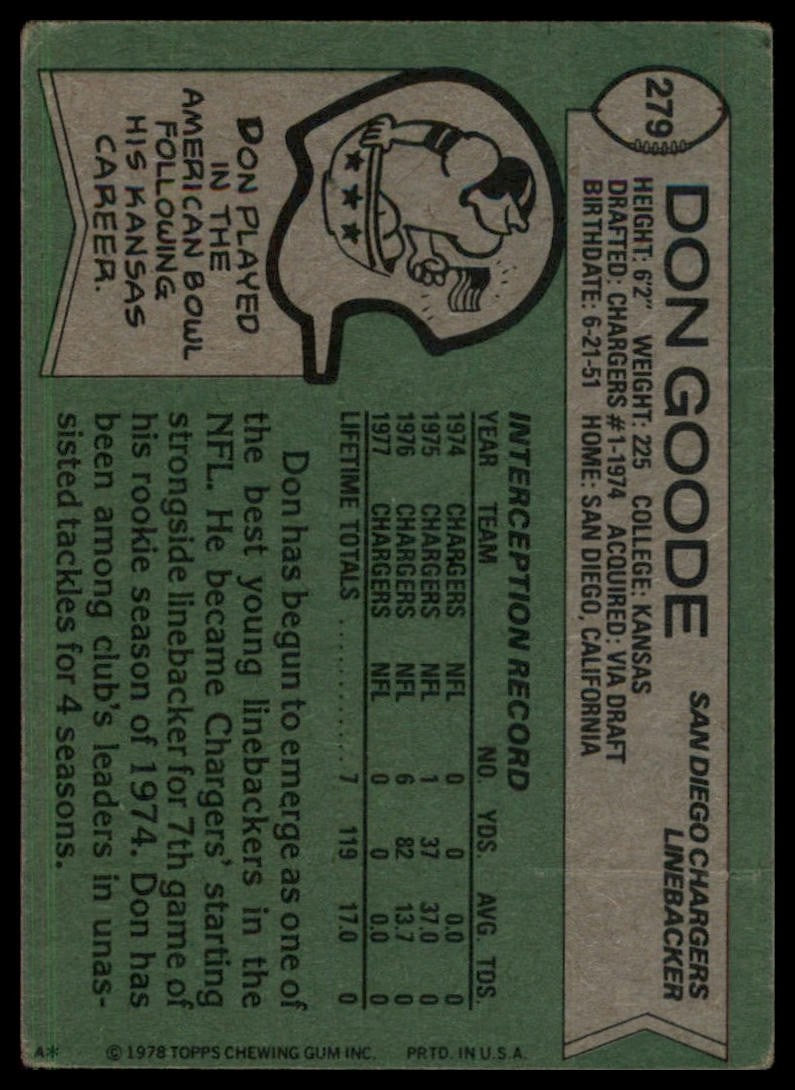 279
DON GOODE
SAN DIEGO CHARGERS
LINEBACKER
HEIGHT: 6'2" WEIGHT: 225 COLLEGE: KANSAS
DRAFTED: CHARGERS #1-1974 ACQUIRED: VIA DRAFT
BIRTHDATE: 6-21-51 HOME: SAN DIEGO, CALIFORNIA
DON PLAYED
IN THE
AMERICAN BOWL
FOLLOWING
HIS KANSAS
CAREER.
INTERCEPTION RECORD
YEAR TEAM NO. YDS. AVG. TDS.
1974 CHARGERS NFL 0 0 0.0 0
1975 CHARGERS NFL 1 37 37.0 0
1976 CHARGERS NFL 6 82 13.7 0
1977 CHARGERS NFL 0 0 0.0 0
LIFETIME TOTALS .............. 7 119 17.0 0
Don has begun to emerge as one of
the best young linebackers in the
NFL. He became Chargers' starting
strongside linebacker for 7th game of
his rookie season of 1974. Don has
been among club's leaders in unas-
sisted tackles for 4 seasons.
A* © 1978 TOPPS CHEWING GUM INC. PRTD. IN U.S.A.